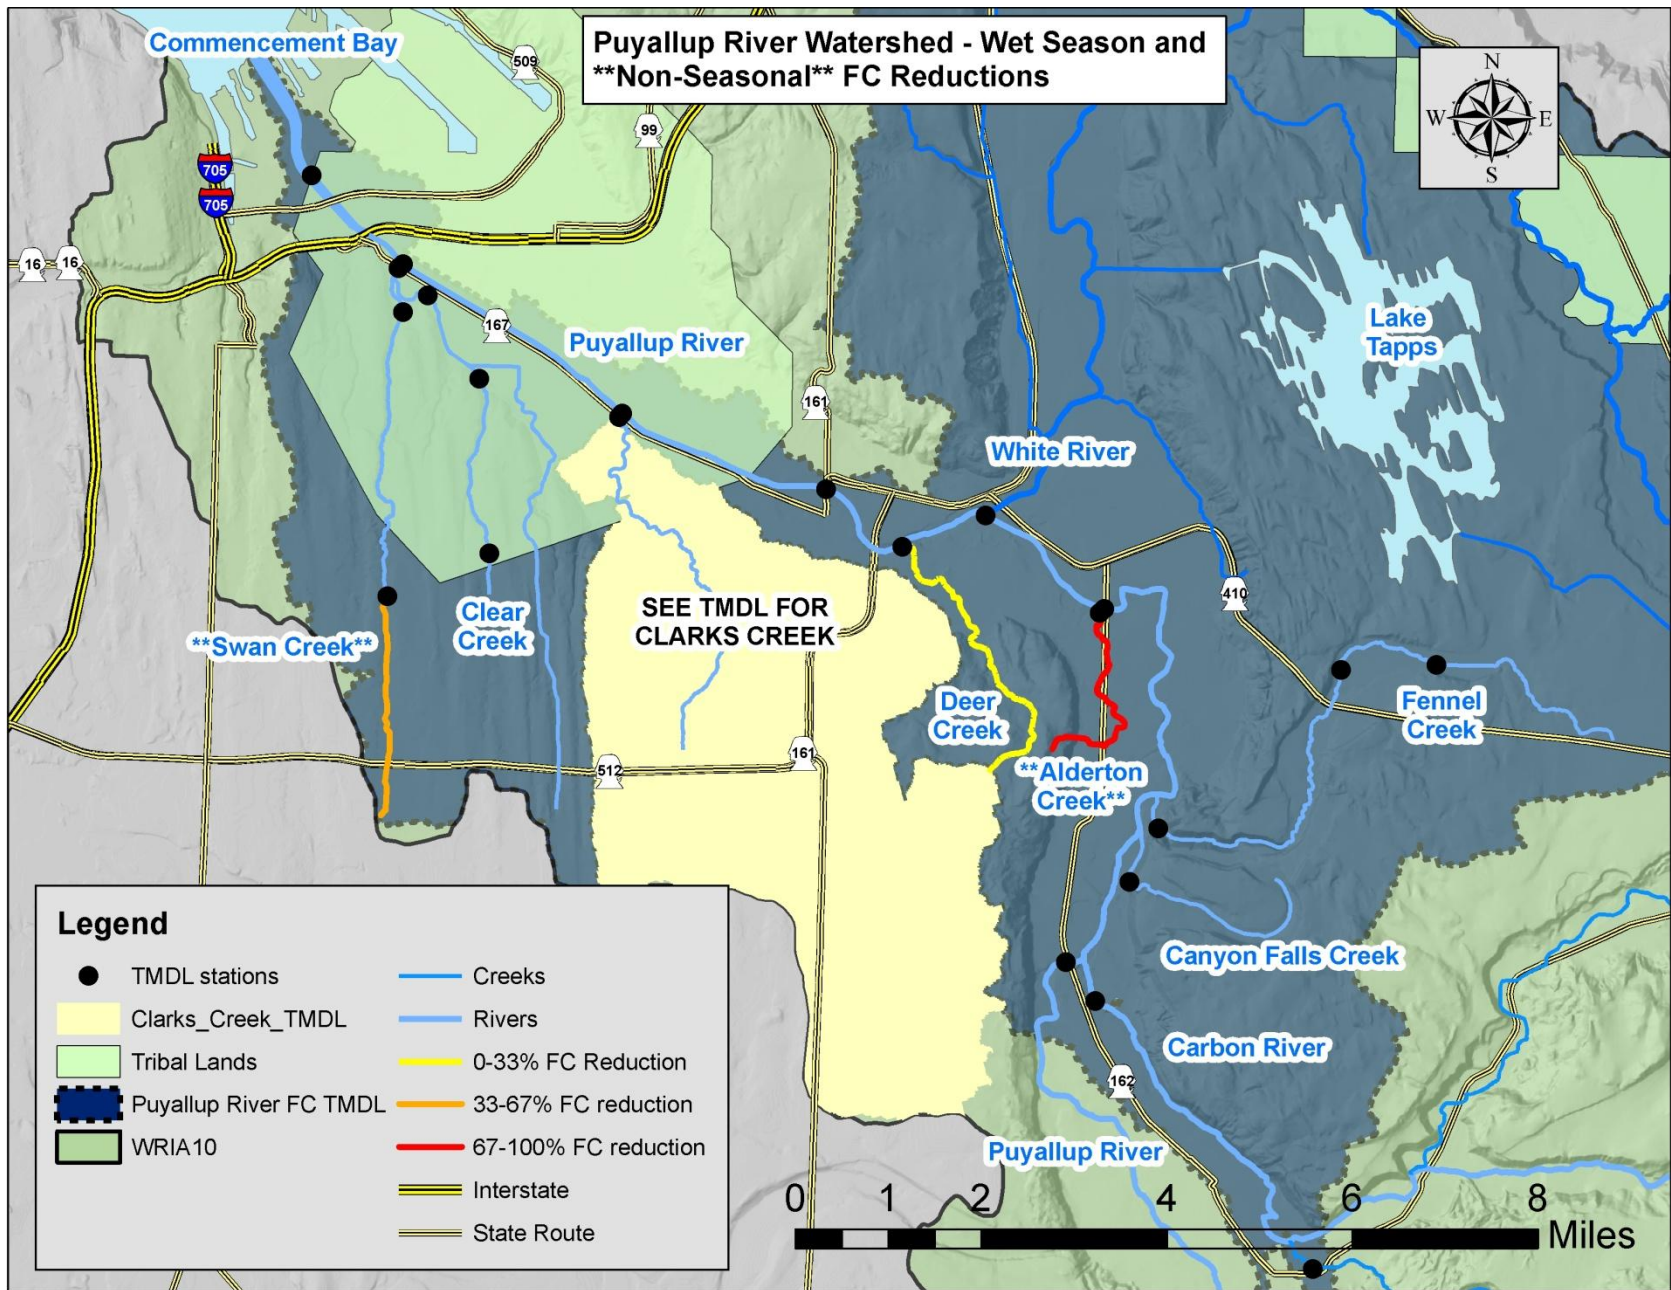 Puyallup River Watershed - Wet Season and
**Non-Seasonal** FC Reductions
Commencement Bay
509
99
N
W
E
S
705
705
16
16
167
Puyallup River
161
Lake
Tapps
White River
410
SEE TMDL FOR
CLARKS CREEK
Clear
Creek
**Swan Creek**
Deer
Creek
Fennel
Creek
512
161
**Alderton
Creek**
Canyon Falls Creek
Carbon River
162
Puyallup River
Legend
TMDL stations
Clarks_Creek_TMDL
Tribal Lands
Puyallup River FC TMDL
WRIA10
Creeks
Rivers
0-33% FC Reduction
33-67% FC reduction
67-100% FC reduction
Interstate
State Route
0 1 2 4 6 8
Miles